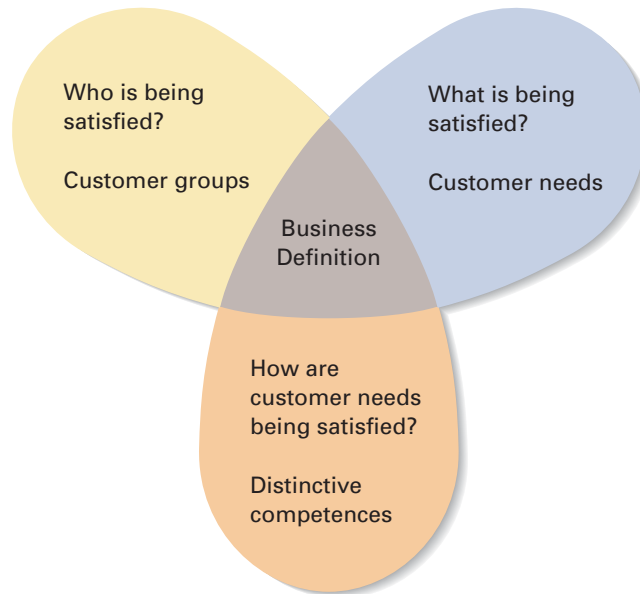 Who is being
satisfied?
Customer groups
What is being
satisfied?
Customer needs
Business
Definition
How are
customer needs
being satisfied?
Distinctive
competences